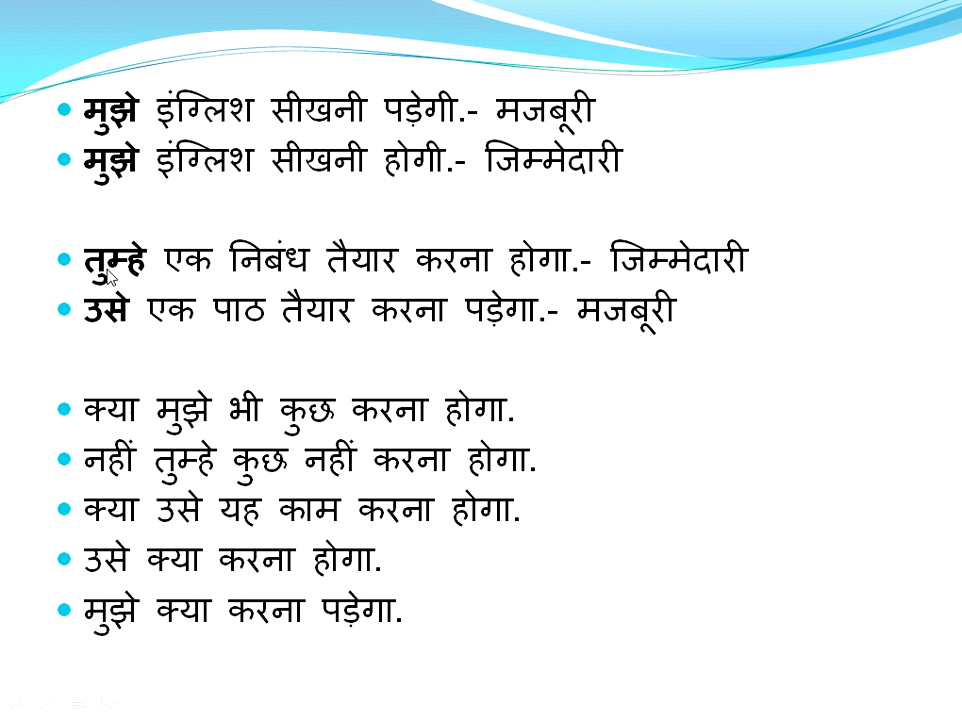 • मुझे इंग्लिश सीखनी पड़ेगी.- मजबूरी
• मुझे इंग्लिश सीखनी होगी.- जिम्मेदारी
• तुम्हे एक निबंध तैयार करना होगा.- जिम्मेदारी
• उसे एक पाठ तैयार करना पड़ेगा.- मजबूरी
• क्या मुझे भी कुछ करना होगा.
• नहीं तुम्हे कुछ नहीं करना होगा.
• क्या उसे यह काम करना होगा.
• उसे क्या करना होगा.
• मुझे क्या करना पड़ेगा.